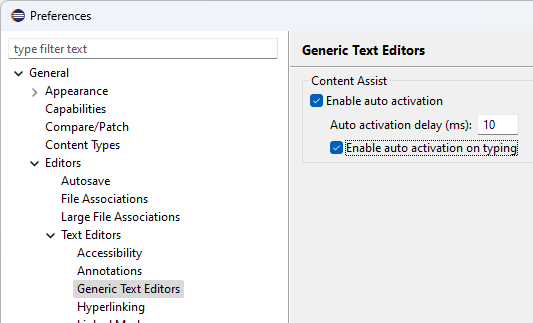 Preferences
type filter text
General
Appearance
Capabilities
Compare/Patch
Content Types
Editors
Autosave
File Associations
Large File Associations
Text Editors
Accessibility
Annotations
Generic Text Editors
Hyperlinking
Generic Text Editors
Content Assist
Enable auto activation
Auto activation delay (ms): 10
Enable auto activation on typing